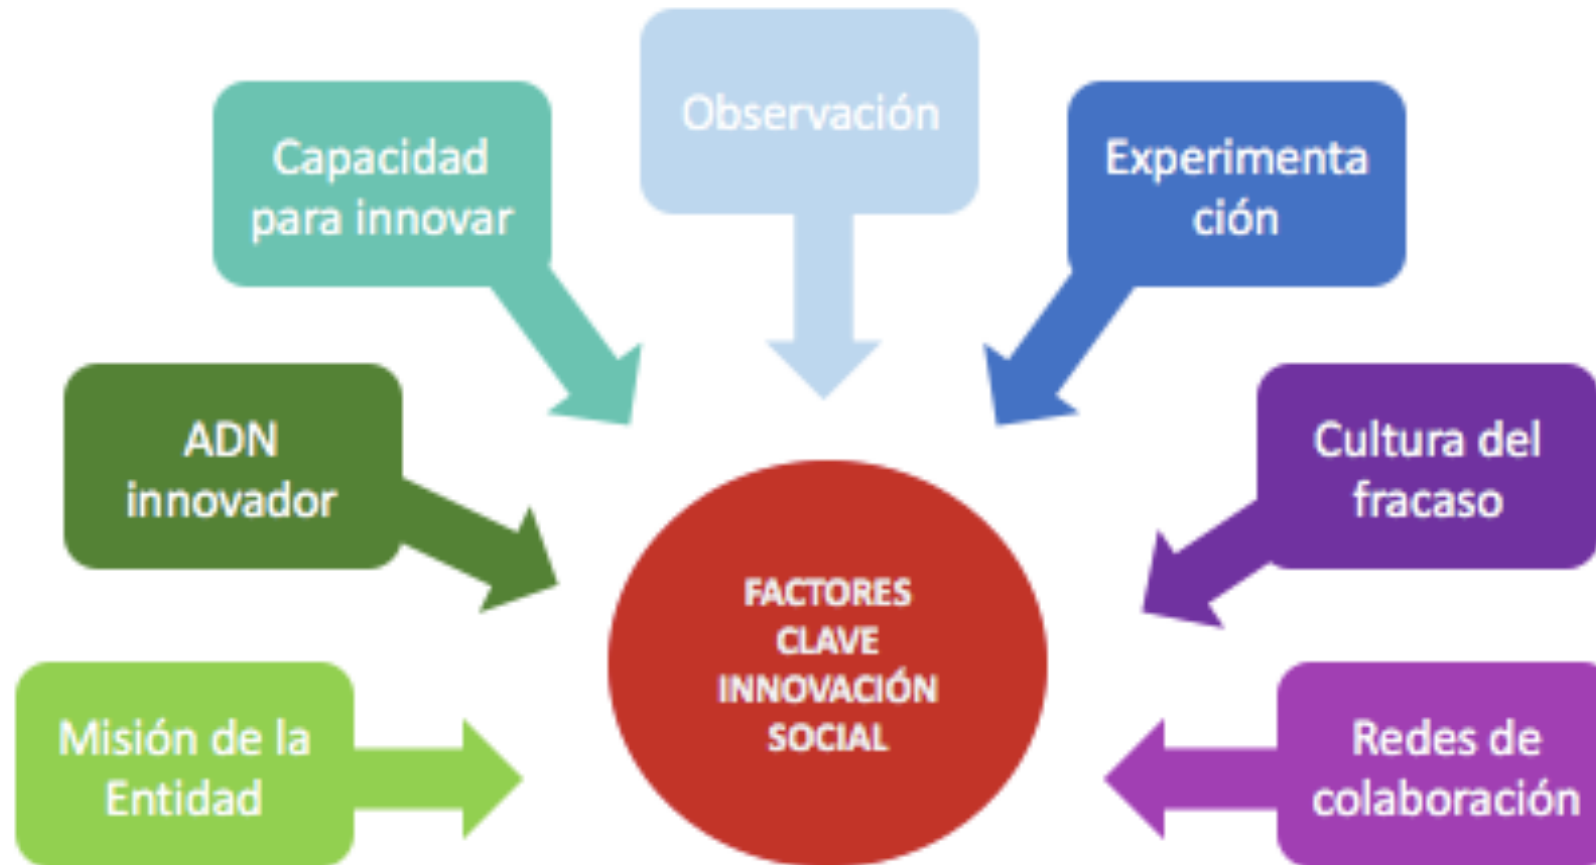 Observación
Capacidad
para innovar
Experimenta
ción
ADN
innovador
Cultura del
fracaso
FACTORES
CLAVE
INNOVACIÓN
SOCIAL
Misión de la
Entidad
Redes de
colaboración